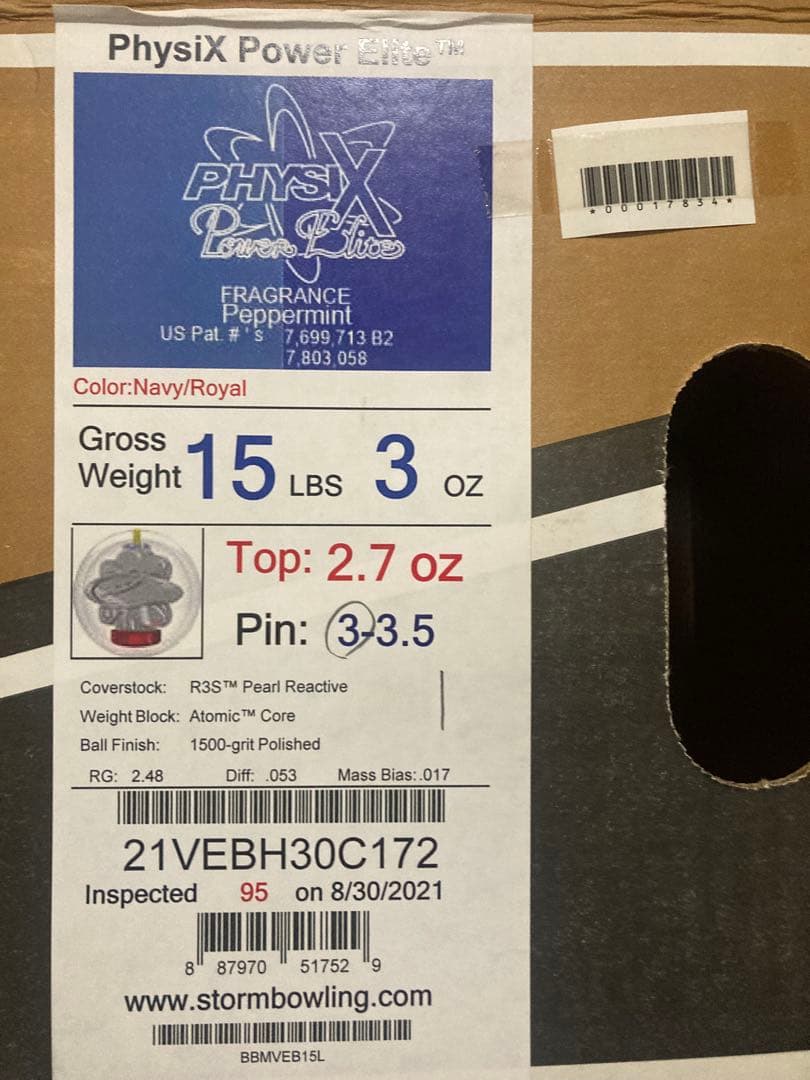 PhysiX Power Elite™
PHYSIX
Power Elite
FRAGRANCE
Peppermint
US Pat. # ' s 7,699,713 B2
7,803,058
Color:Navy/Royal
Gross Weight 15 LBS 3 OZ
Top: 2.7 oz
Pin: 3-3.5
Coverstock: R3S™ Pearl Reactive
Weight Block: Atomic™ Core
Ball Finish: 1500-grit Polished
RG: 2.48 Diff: .053 Mass Bias: .017
21VEBH30C172
Inspected 95 on 8/30/2021
8 87970 51752 9
www.stormbowling.com
BBMVEB15L
*00017834*